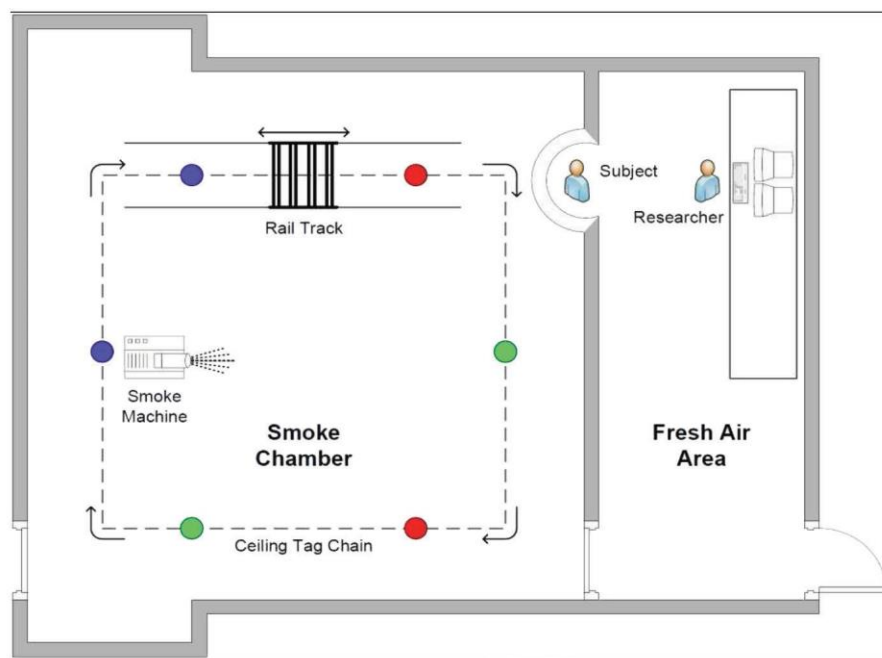 Subject
Researcher
Rail Track
Smoke
Machine
Smoke
Chamber
Fresh Air
Area
Ceiling Tag Chain